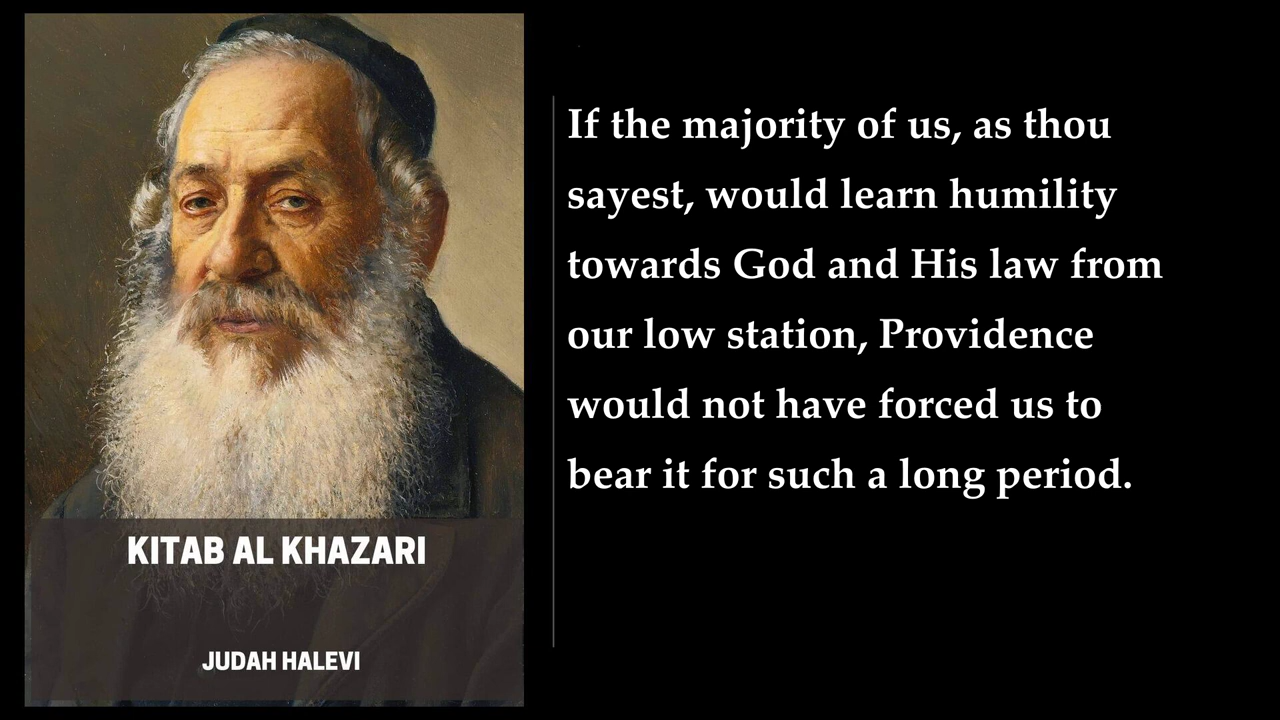 KITAB AL KHAZARI
JUDAH HALEVI
If the majority of us, as thou
sayest, would learn humility
towards God and His law from
our low station, Providence
would not have forced us to
bear it for such a long period.